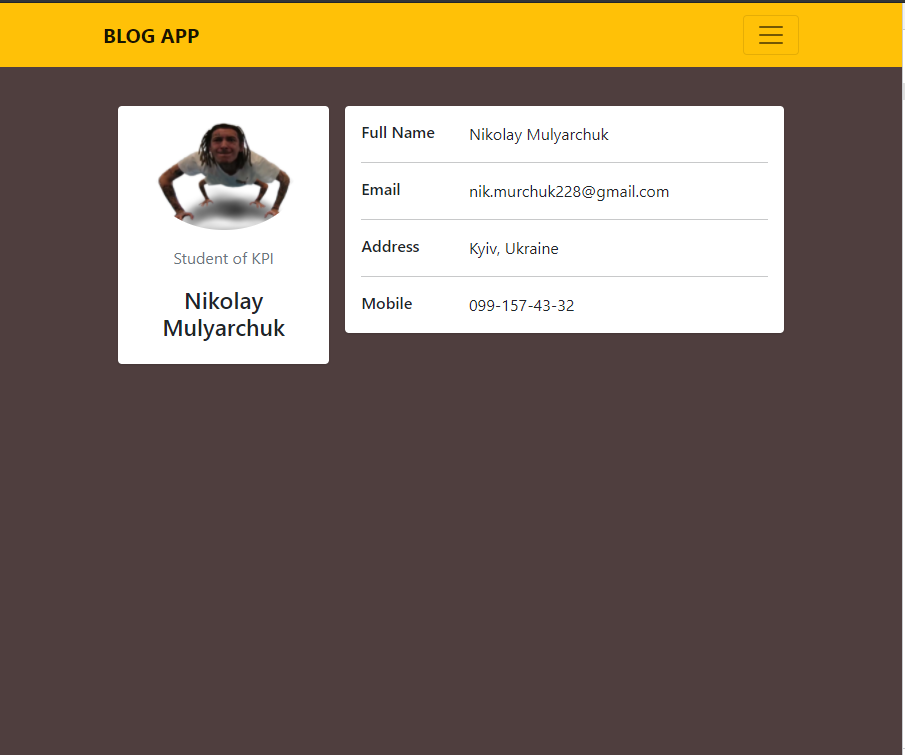 BLOG APP
Student of KPI
Nikolay
Mulyarchuk
Full Name Nikolay Mulyarchuk
Email nik.murchuk228@gmail.com
Address Kyiv, Ukraine
Mobile 099-157-43-32